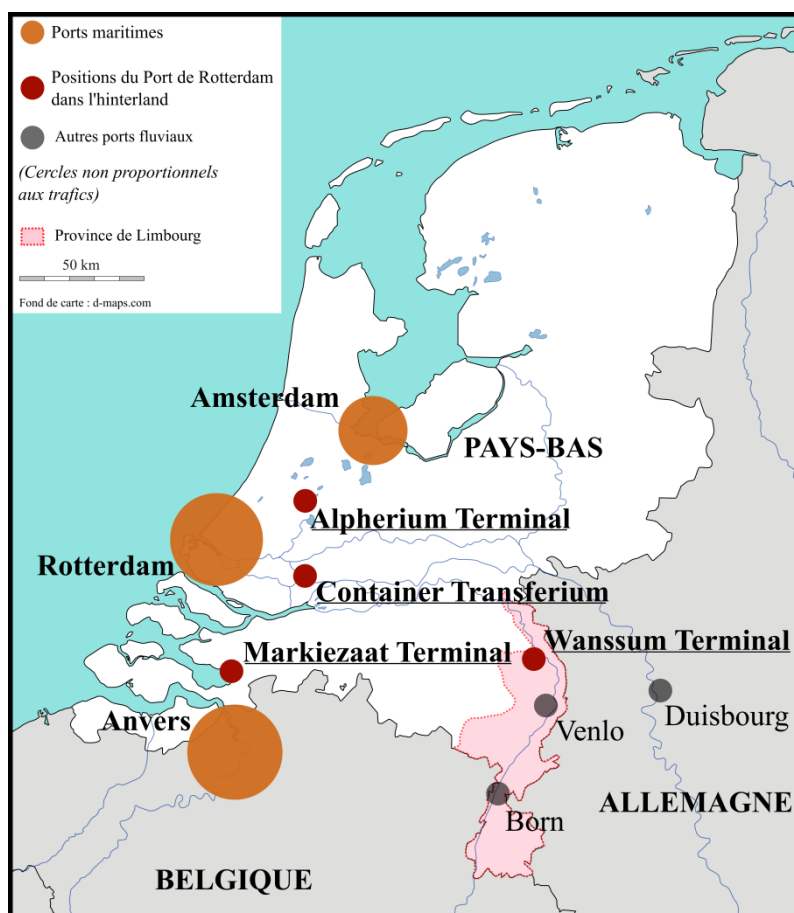 Ports maritimes
Positions du Port de Rotterdam
dans l'hinterland
Autres ports fluviaux
(Cercles non proportionnels
aux trafics)
Province de Limbourg
50 km
Fond de carte : d-maps.com
Amsterdam
PAYS-BAS
Alpherium Terminal
Rotterdam
Container Transferium
Wanssum Terminal
Markiezaat Terminal
Anvers
Venlo
Duisbourg
ALLEMAGNE
Born
BELGIQUE